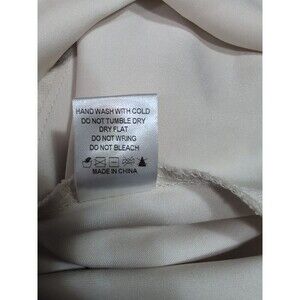 HAND WASH WITH COLD
DO NOT TUMBLE DRY
DRY FLAT
DO NOT WRING
DO NOT BLEACH
MADE IN CHINA